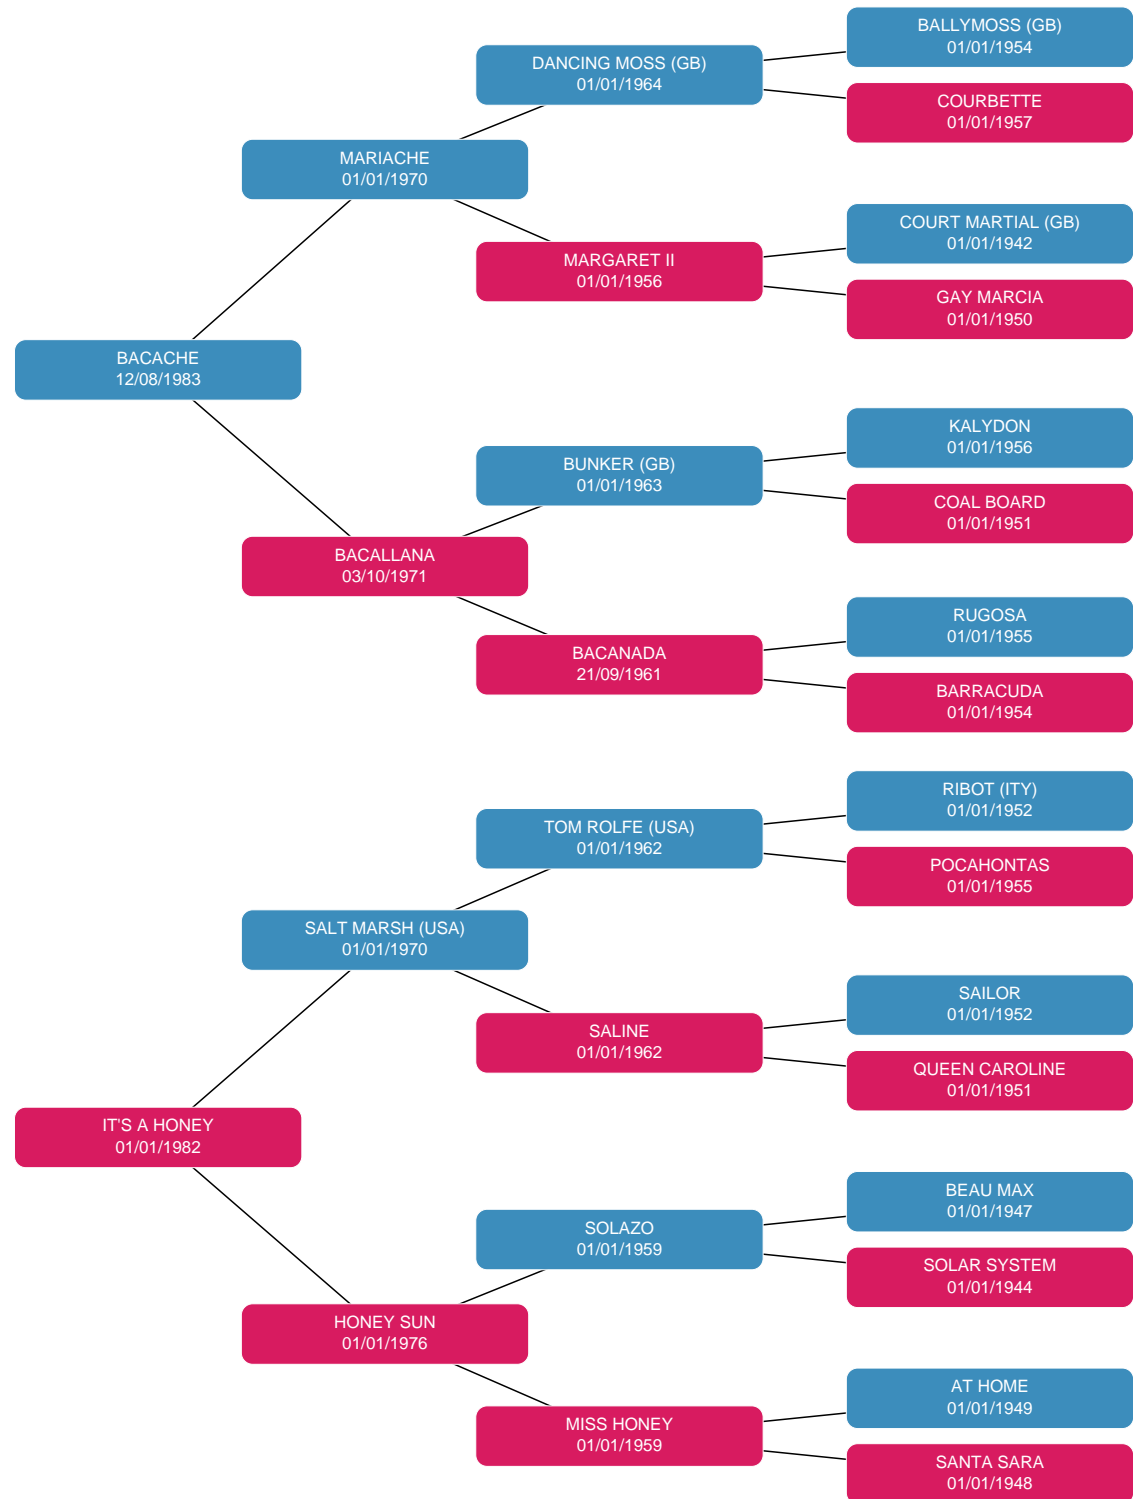 BALLYMOSS (GB)
01/01/1954
DANCING MOSS (GB)
01/01/1964
COURBETTE
01/01/1957
MARIACHE
01/01/1970
COURT MARTIAL (GB)
01/01/1942
MARGARET II
01/01/1956
GAY MARCIA
01/01/1950
BACACHE
12/08/1983
KALYDON
01/01/1956
BUNKER (GB)
01/01/1963
COAL BOARD
01/01/1951
BACALLANA
03/10/1971
RUGOSA
01/01/1955
BACANADA
21/09/1961
BARRACUDA
01/01/1954
RIBOT (ITY)
01/01/1952
TOM ROLFE (USA)
01/01/1962
POCAHONTAS
01/01/1955
SALT MARSH (USA)
01/01/1970
SAILOR
01/01/1952
SALINE
01/01/1962
QUEEN CAROLINE
01/01/1951
IT'S A HONEY
01/01/1982
BEAU MAX
01/01/1947
SOLAZO
01/01/1959
SOLAR SYSTEM
01/01/1944
HONEY SUN
01/01/1976
AT HOME
01/01/1949
MISS HONEY
01/01/1959
SANTA SARA
01/01/1948